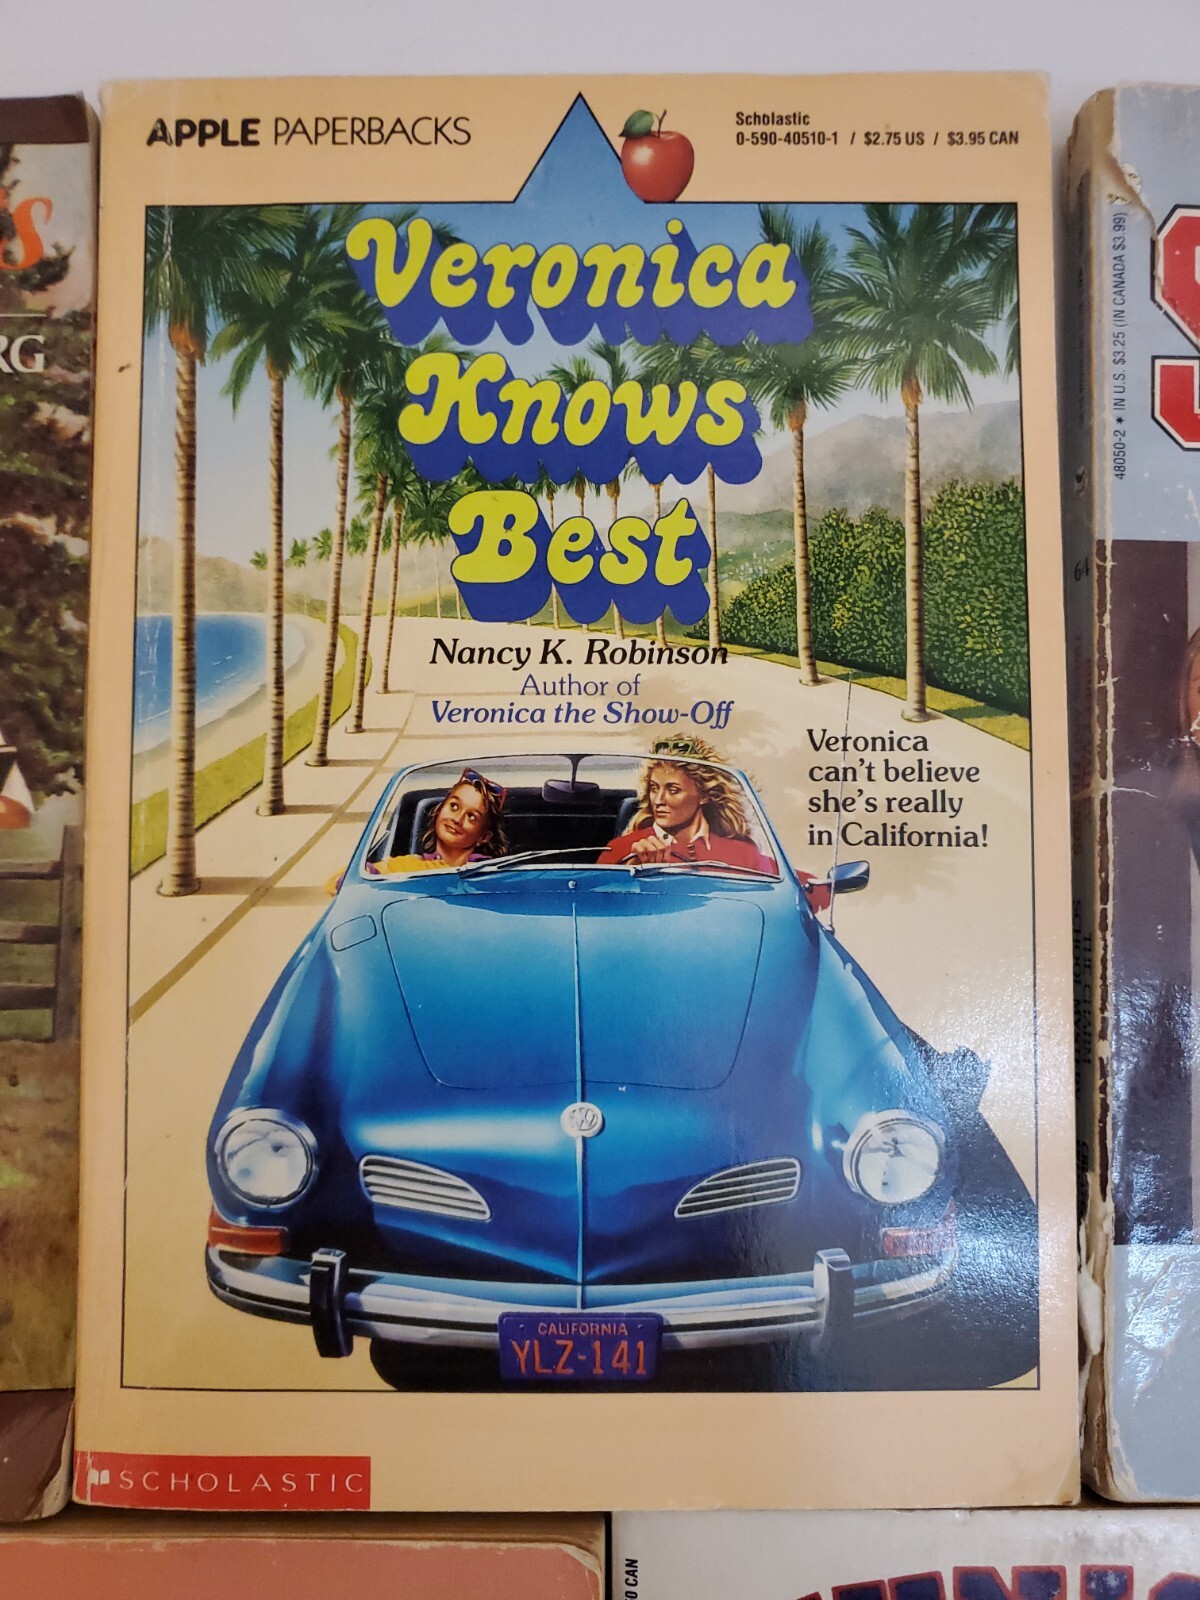 APPLE PAPERBACKS
Scholastic
0-590-40510-1 / $2.75 US / $3.95 CAN
Veronica
Knows
Best
Nancy K. Robinson
Author of
Veronica the Show-Off
Veronica
can't believe
she's really
in California!
CALIFORNIA
YLZ-141
SCHOLASTIC
RG
48050-2 ★ IN U.S. $3.25 (IN CANADA $3.99)
64
CAN